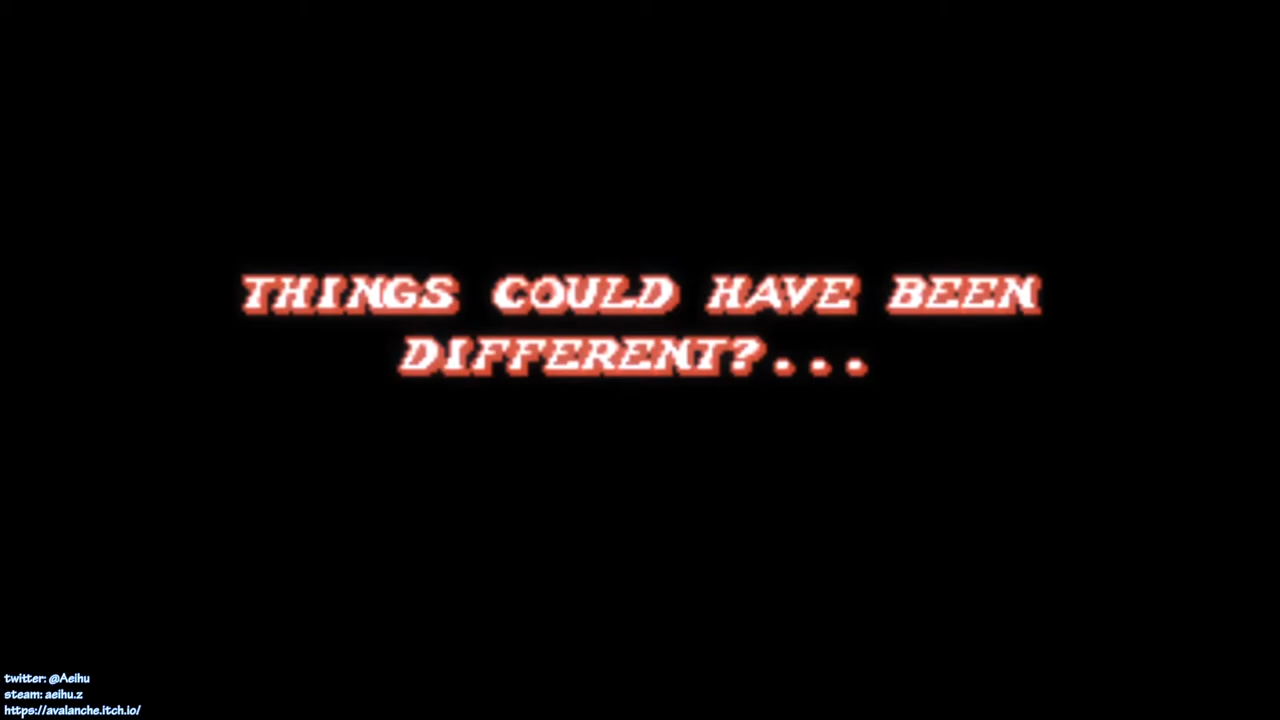 THINGS COULD HAVE BEEN
DIFFERENT?...
twitter: @Aeihu
steam: aeihu.z
https://avalanche.itch.io/